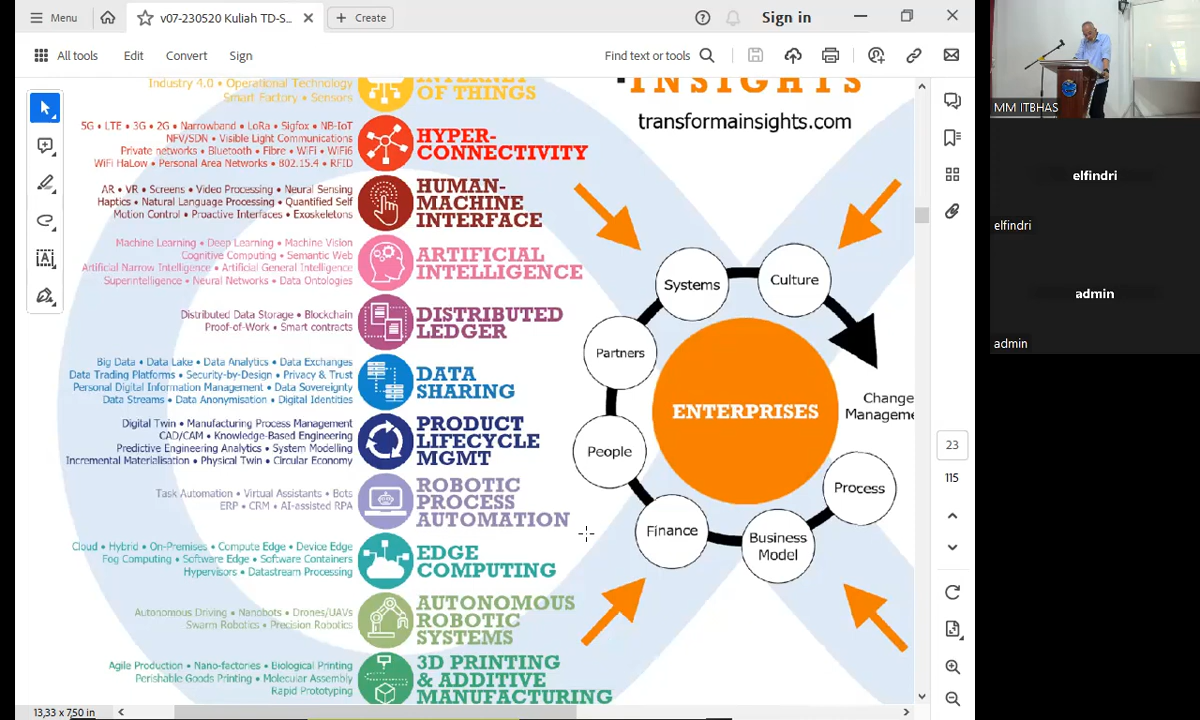 Menu
v07-230520 Kuliah TD-S...
Create
Sign in
All tools
Edit
Convert
Sign
Find text or tools
Industry 4.0 • Operational Technology
Smart Factory • Sensors
INTERNET
OF THINGS
INSIGHTS
transformainsights.com
5G • LTE • 3G • 2G • Narrowband • LoRa • Sigfox • NB-IoT
NFV/SDN • Visible Light Communications
Private networks • Bluetooth • Fibre • WiFi • WiFi6
WiFi HaLow • Personal Area Networks • 802.15.4 • RFID
HYPER-
CONNECTIVITY
AR • VR • Screens • Video Processing • Neural Sensing
Haptics • Natural Language Processing • Quantified Self
Motion Control • Proactive Interfaces • Exoskeletons
HUMAN-
MACHINE
INTERFACE
Machine Learning • Deep Learning • Machine Vision
Cognitive Computing • Semantic Web
Artificial Narrow Intelligence • Artificial General Intelligence
Superintelligence • Neural Networks • Data Ontologies
ARTIFICIAL
INTELLIGENCE
Distributed Data Storage • Blockchain
Proof-of-Work • Smart contracts
DISTRIBUTED
LEDGER
Big Data • Data Lake • Data Analytics • Data Exchanges
Data Trading Platforms • Security-by-Design • Privacy & Trust
Personal Digital Information Management • Data Sovereignty
Data Streams • Data Anonymisation • Digital Identities
DATA
SHARING
Digital Twin • Manufacturing Process Management
CAD/CAM • Knowledge-Based Engineering
Predictive Engineering Analytics • System Modelling
Incremental Materialisation • Physical Twin • Circular Economy
PRODUCT
LIFECYCLE
MGMT
Task Automation • Virtual Assistants • Bots
ERP • CRM • AI-assisted RPA
ROBOTIC
PROCESS
AUTOMATION
Cloud • Hybrid • On-Premises • Compute Edge • Device Edge
Fog Computing • Software Edge • Software Containers
Hypervisors • Datastream Processing
EDGE
COMPUTING
Autonomous Driving • Nanobots • Drones/UAVs
Swarm Robotics • Precision Robotics
AUTONOMOUS
ROBOTIC
SYSTEMS
Agile Production • Nano-factories • Biological Printing
Perishable Goods Printing • Molecular Assembly
Rapid Prototyping
3D PRINTING
& ADDITIVE
MANUFACTURING
Systems
Culture
Partners
ENTERPRISES
Change
Manageme
People
Process
Finance
Business
Model
23
115
13,33 x 7,50 in
MM ITBHAS
elfindri
elfindri
admin
admin